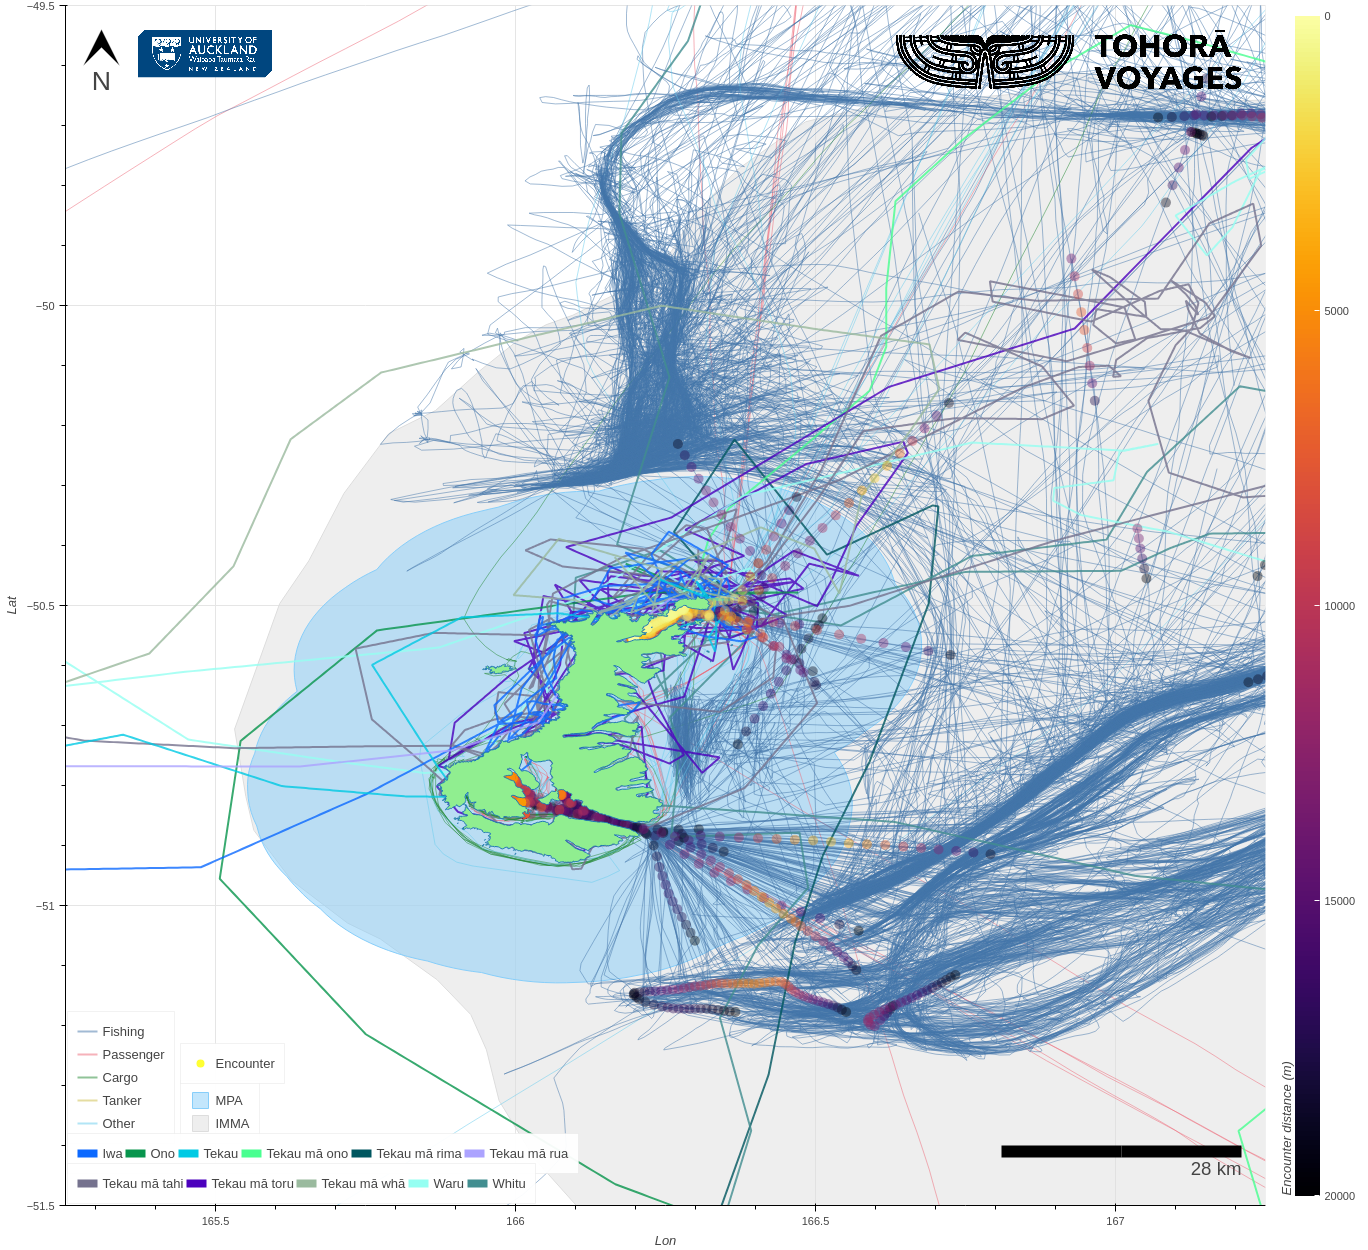 −49.5
−50
−50.5
−51
−51.5
Lat
165.5
166
166.5
167
Lon
N
UNIVERSITY OF
AUCKLAND
Waipapa Taumata Rau
NEW ZEALAND
TOHORĀ
VOYAGES
Fishing
Passenger
Cargo
Tanker
Other
Encounter
MPA
IMMA
Iwa Ono Tekau Tekau mā ono Tekau mā rima Tekau mā rua
Tekau mā tahi Tekau mā toru Tekau mā whā Waru Whitu
28 km
0
5000
10000
15000
20000
Encounter distance (m)